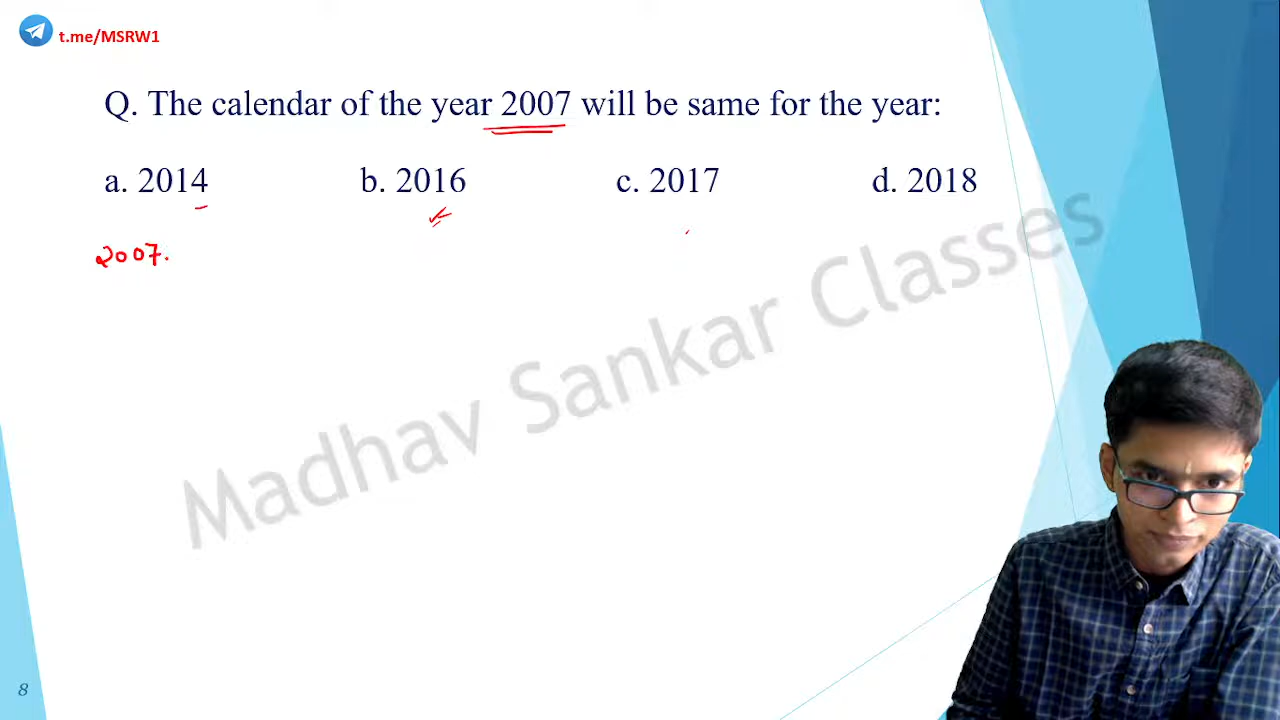 t.me/MSRW1
Q. The calendar of the year 2007 will be same for the year:
a. 2014 b. 2016 c. 2017 d. 2018
2007.
Madhav Sankar Classes
8